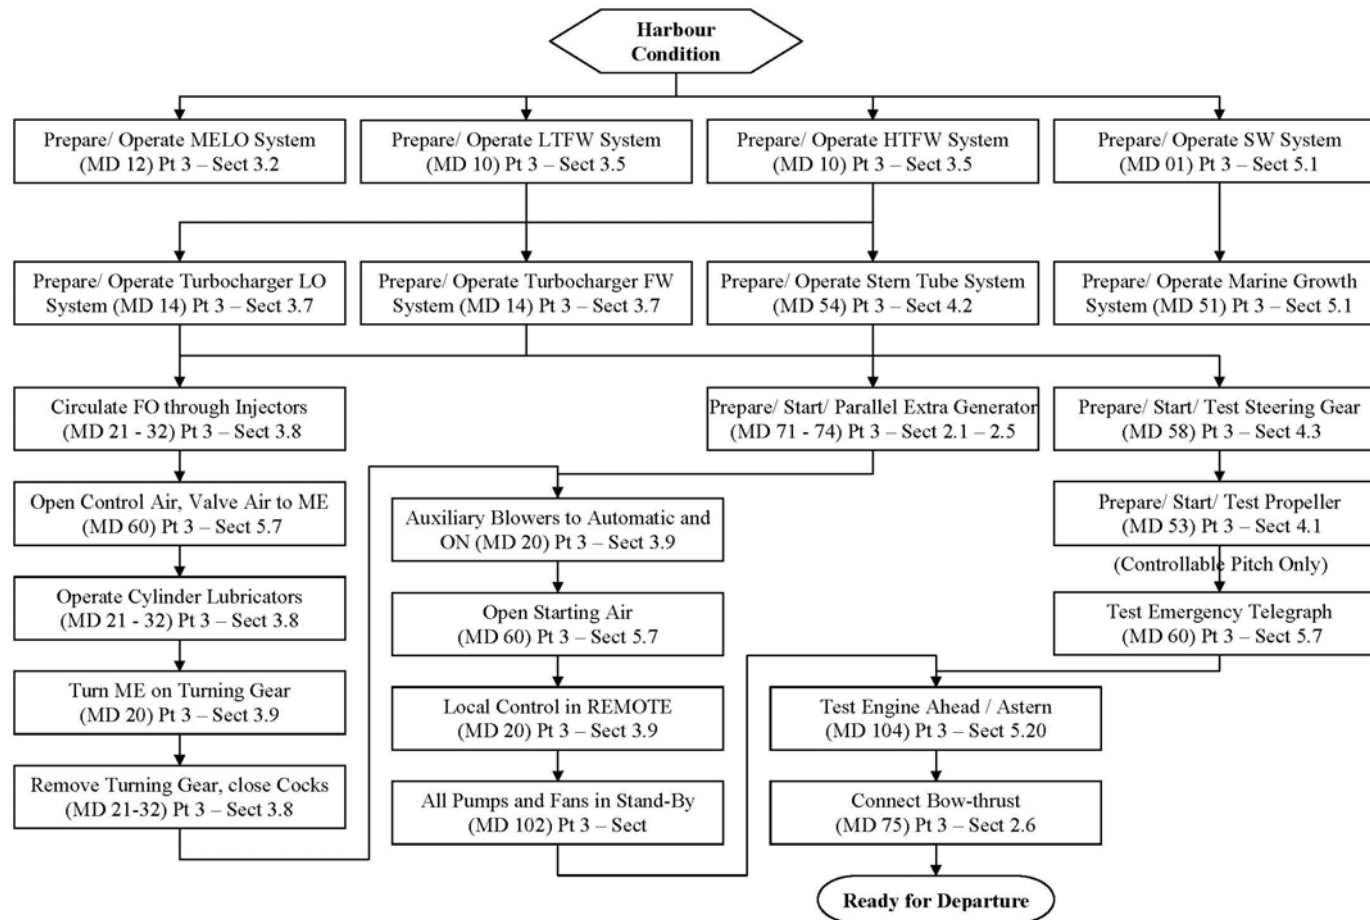 Harbour
Condition
Prepare/ Operate MELO System
(MD 12) Pt 3 – Sect 3.2
Prepare/ Operate LTFW System
(MD 10) Pt 3 – Sect 3.5
Prepare/ Operate HTFW System
(MD 10) Pt 3 – Sect 3.5
Prepare/ Operate SW System
(MD 01) Pt 3 – Sect 5.1
Prepare/ Operate Turbocharger LO
System (MD 14) Pt 3 – Sect 3.7
Prepare/ Operate Turbocharger FW
System (MD 14) Pt 3 – Sect 3.7
Prepare/ Operate Stern Tube System
(MD 54) Pt 3 – Sect 4.2
Prepare/ Operate Marine Growth
System (MD 51) Pt 3 – Sect 5.1
Circulate FO through Injectors
(MD 21 - 32) Pt 3 – Sect 3.8
Open Control Air, Valve Air to ME
(MD 60) Pt 3 – Sect 5.7
Operate Cylinder Lubricators
(MD 21 - 32) Pt 3 – Sect 3.8
Turn ME on Turning Gear
(MD 20) Pt 3 – Sect 3.9
Remove Turning Gear, close Cocks
(MD 21-32) Pt 3 – Sect 3.8
Prepare/ Start/ Parallel Extra Generator
(MD 71 - 74) Pt 3 – Sect 2.1 – 2.5
Auxiliary Blowers to Automatic and
ON (MD 20) Pt 3 – Sect 3.9
Open Starting Air
(MD 60) Pt 3 – Sect 5.7
Local Control in REMOTE
(MD 20) Pt 3 – Sect 3.9
All Pumps and Fans in Stand-By
(MD 102) Pt 3 – Sect
Prepare/ Start/ Test Steering Gear
(MD 58) Pt 3 – Sect 4.3
Prepare/ Start/ Test Propeller
(MD 53) Pt 3 – Sect 4.1
(Controllable Pitch Only)
Test Emergency Telegraph
(MD 60) Pt 3 – Sect 5.7
Test Engine Ahead / Astern
(MD 104) Pt 3 – Sect 5.20
Connect Bow-thrust
(MD 75) Pt 3 – Sect 2.6
Ready for Departure